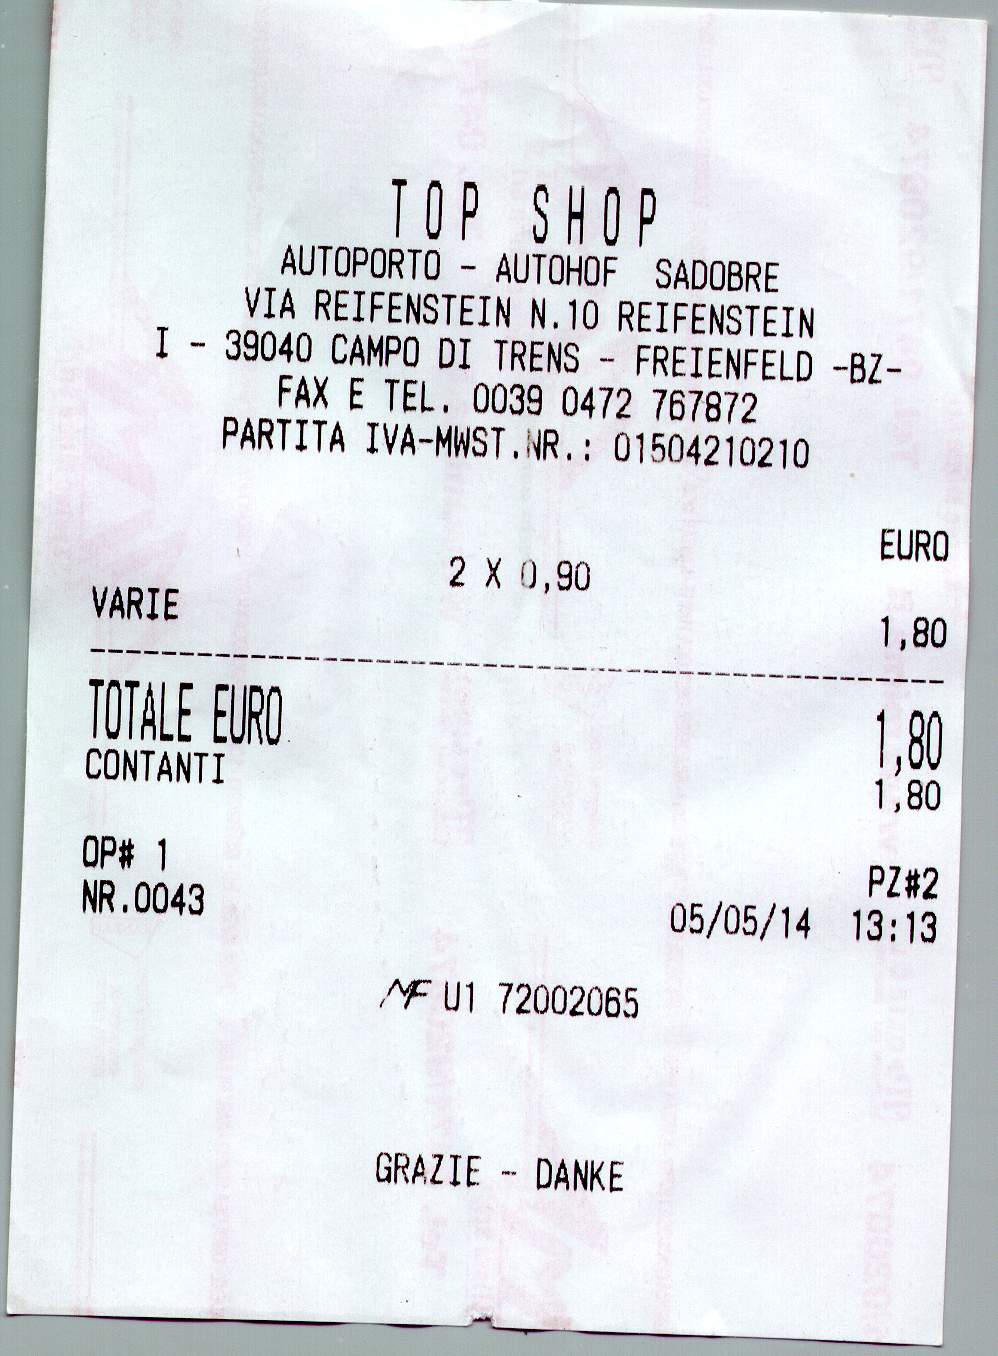 TOP SHOP
AUTOPORTO - AUTOHOF SADOBRE
VIA REIFENSTEIN N.10 REIFENSTEIN
I - 39040 CAMPO DI TRENS - FREIENFELD -BZ-
FAX E TEL. 0039 0472 767872
PARTITA IVA-MWST.NR.: 01504210210
EURO
2 X 0,90
VARIE 1,80
TOTALE EURO 1,80
CONTANTI 1,80
OP# 1 PZ#2
NR.0043 05/05/14 13:13
MF U1 72002065
GRAZIE - DANKE